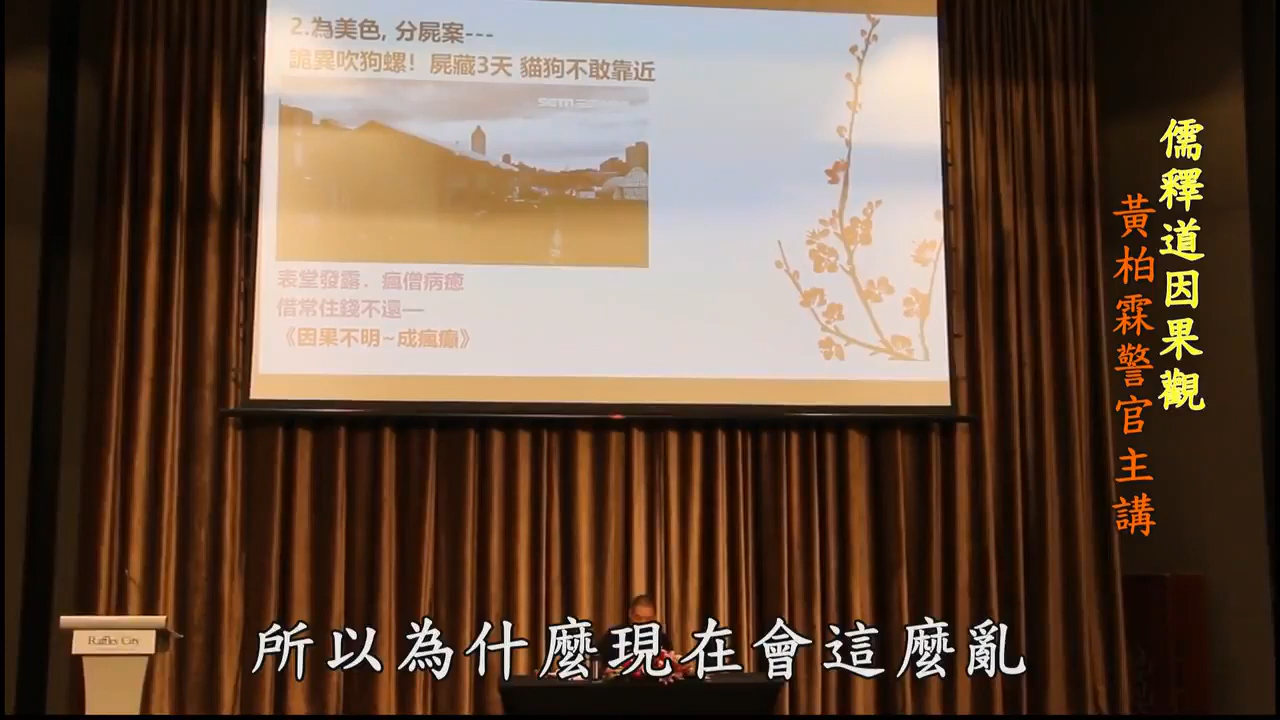 2.為美色, 分屍案---
詭異吹狗螺! 屍藏3天 貓狗不敢靠近
SETN
表堂發露．瘋僧病癒
借常住錢不還—
《因果不明~成瘋癲》
儒釋道因果觀
黃柏霖警官主講
Raffles City
所以為什麼現在會這麼亂